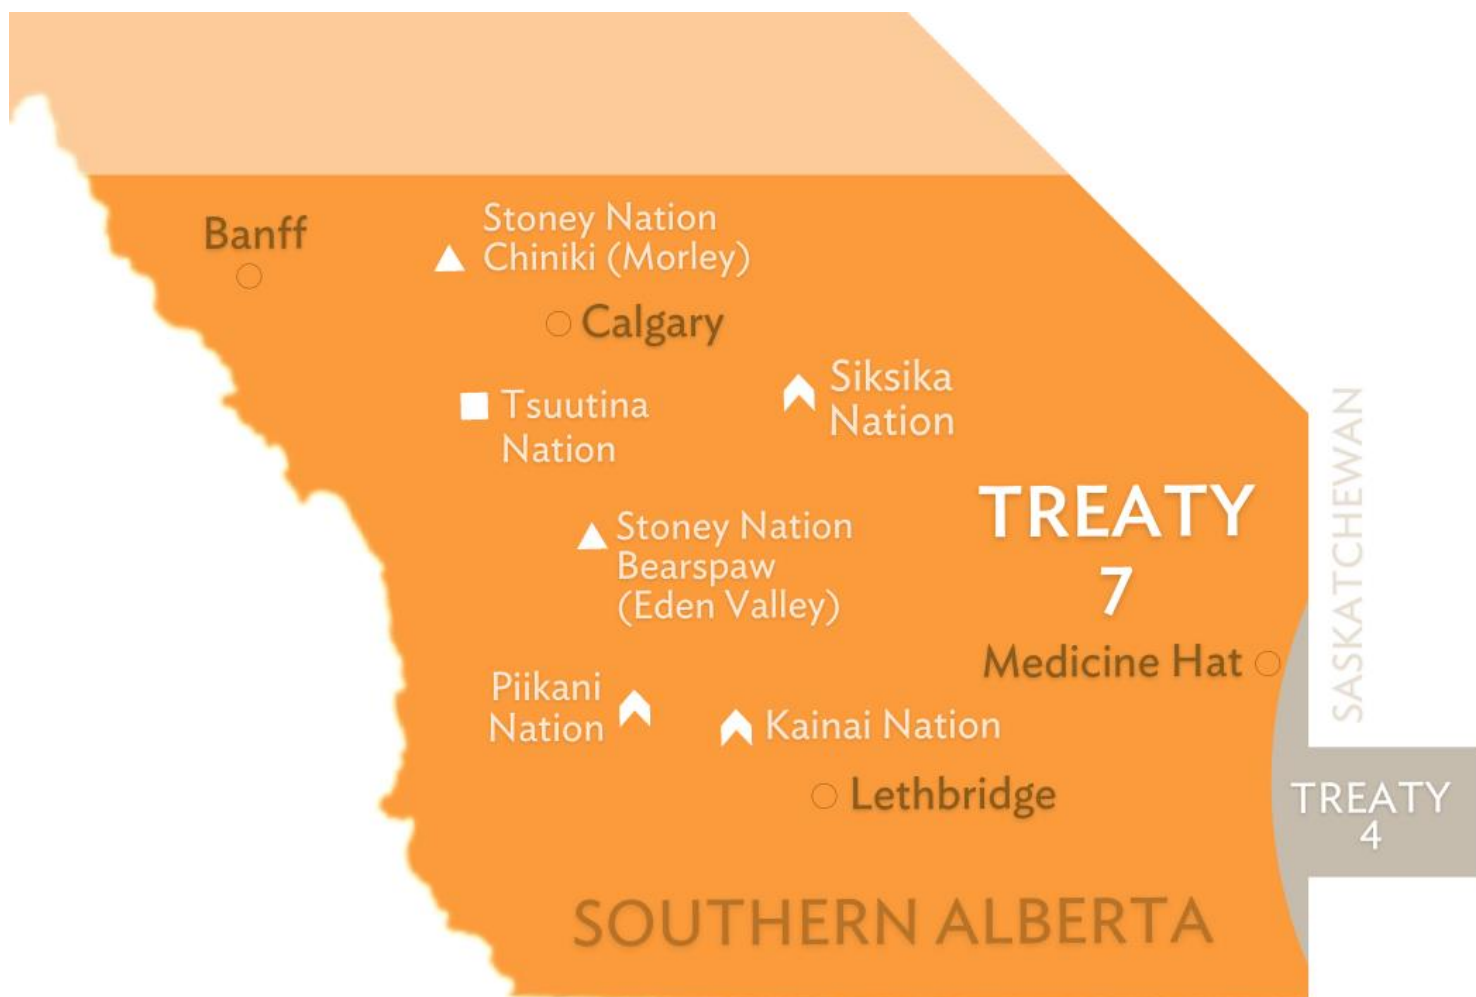 Banff
Stoney Nation
Chiniki (Morley)
Calgary
Siksika
Nation
Tsuutina
Nation
TREATY
7
Stoney Nation
Bearspaw
(Eden Valley)
SASKATCHEWAN
Medicine Hat
Piikani
Nation
Kainai Nation
Lethbridge
TREATY
4
SOUTHERN ALBERTA